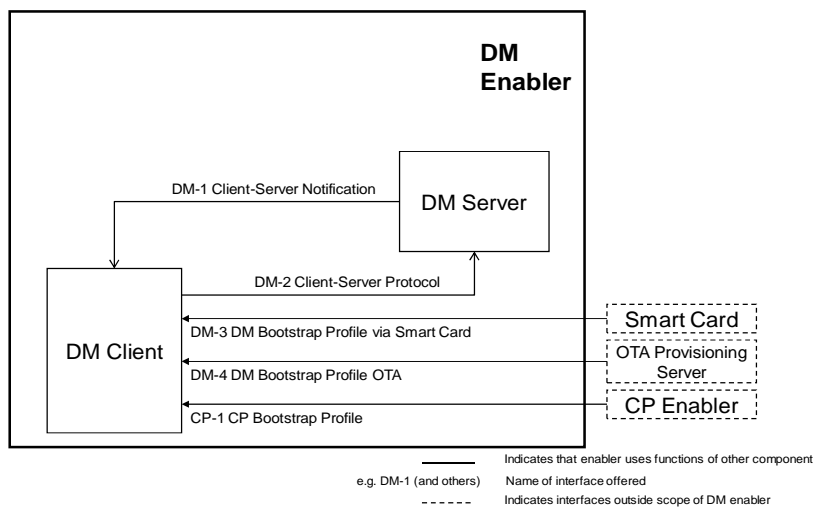 DM
Enabler
DM-1 Client-Server Notification
DM Server
DM-2 Client-Server Protocol
DM Client
DM-3 DM Bootstrap Profile via Smart Card
Smart Card
DM-4 DM Bootstrap Profile OTA
OTA Provisioning
Server
CP-1 CP Bootstrap Profile
CP Enabler
Indicates that enabler uses functions of other component
e.g. DM-1 (and others) Name of interface offered
Indicates interfaces outside scope of DM enabler